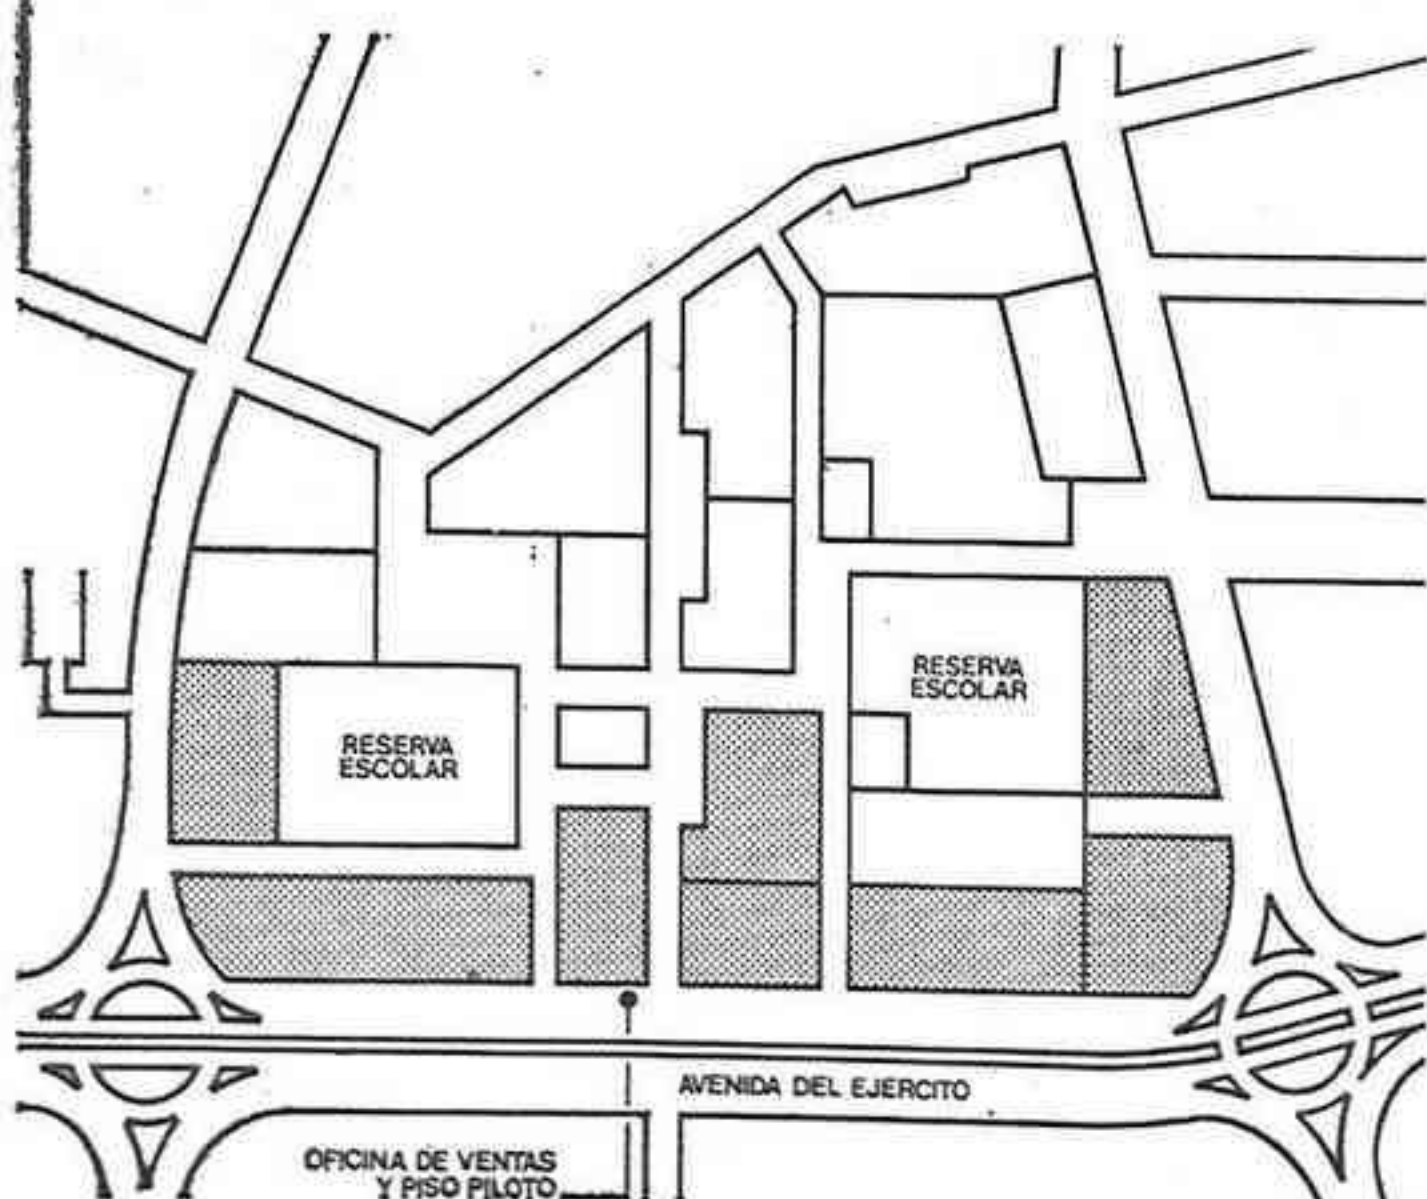 RESERVA
ESCOLAR
RESERVA
ESCOLAR
AVENIDA DEL EJERCITO
OFICINA DE VENTAS
Y PISO PILOTO